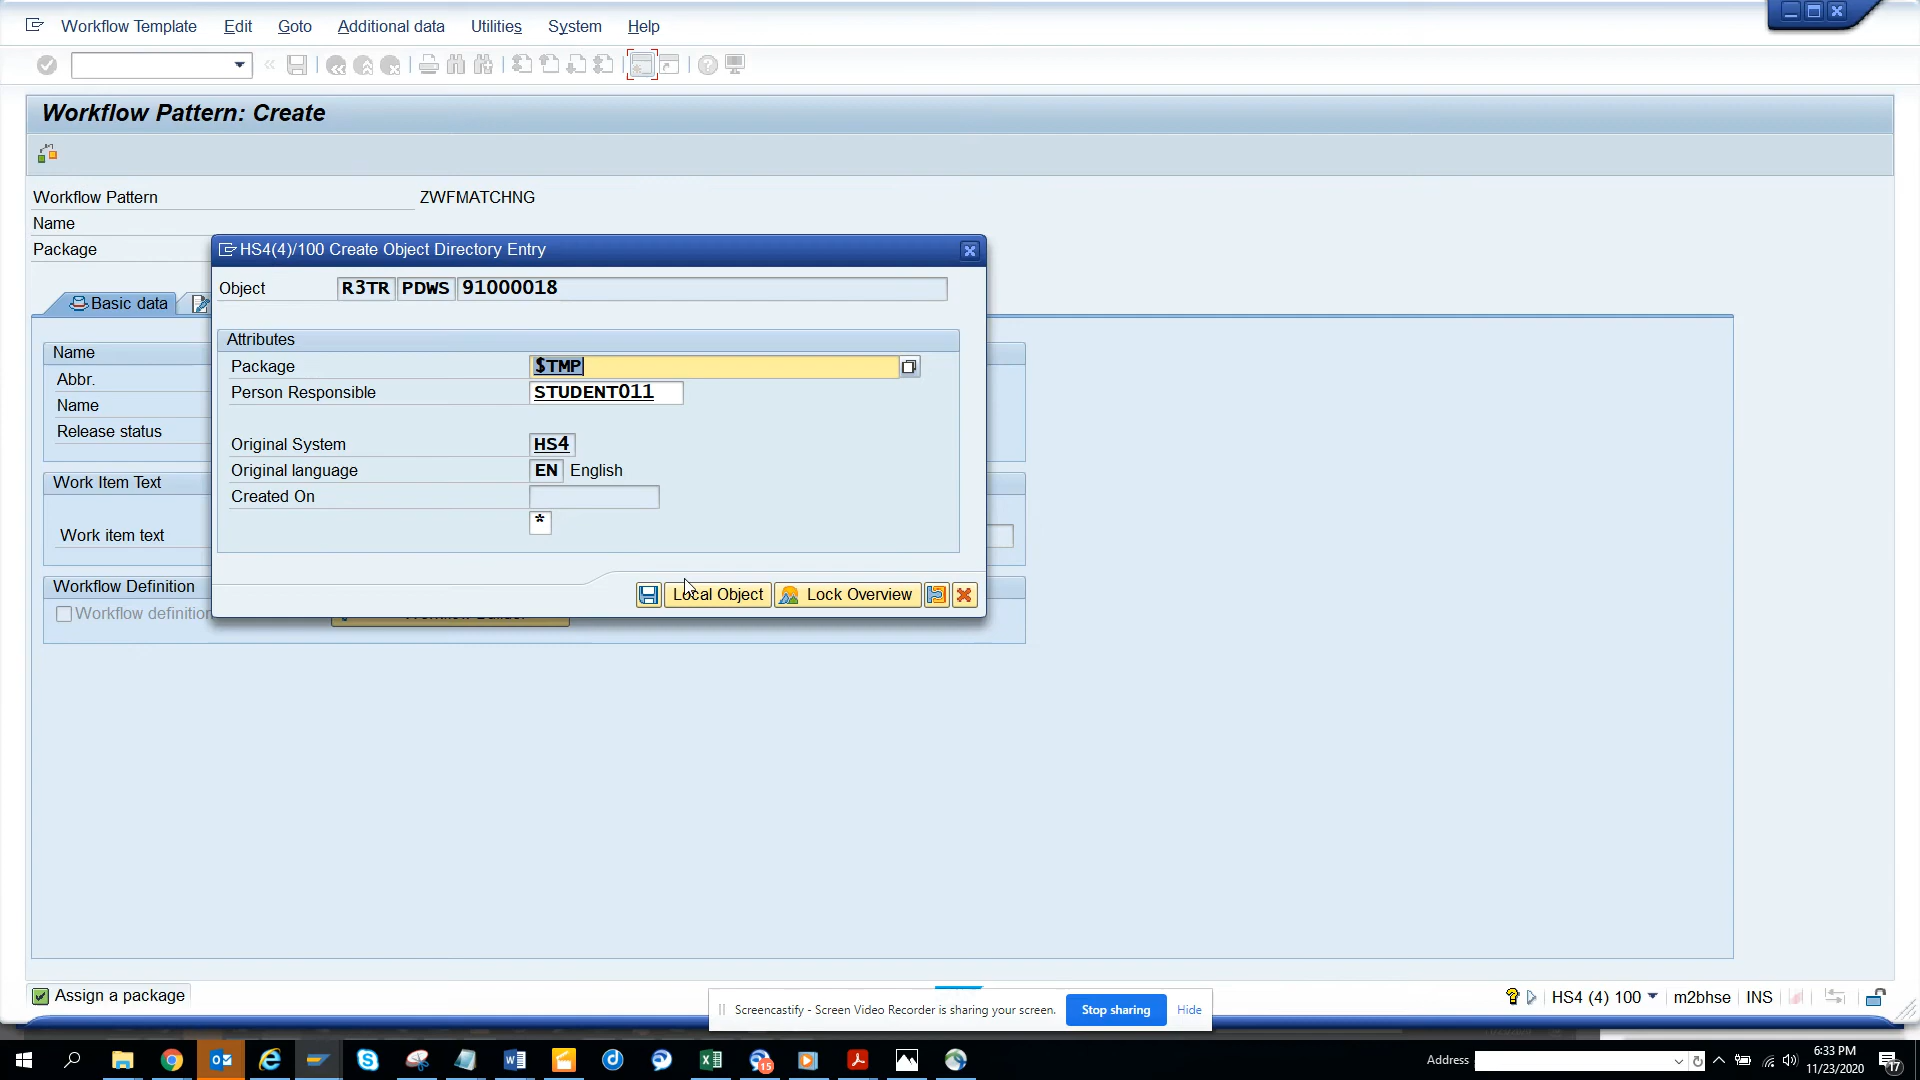 Workflow Template Edit Goto Additional data Utilities System Help
Workflow Pattern: Create
Workflow Pattern ZWFMATCHNG
Name
Package
HS4(4)/100 Create Object Directory Entry
Object R3TR PDWS 91000018
Basic data
Attributes
Package $TMP
Person Responsible STUDENT011
Original System HS4
Original language EN English
Created On
*
Local Object Lock Overview
Name
Abbr.
Name
Release status
Work Item Text
Work item text
Workflow Definition
Workflow definition
Assign a package
HS4 (4) 100 m2bhse INS
Screencastify - Screen Video Recorder is sharing your screen. Stop sharing Hide
15
Address
6:33 PM
11/23/2020
17